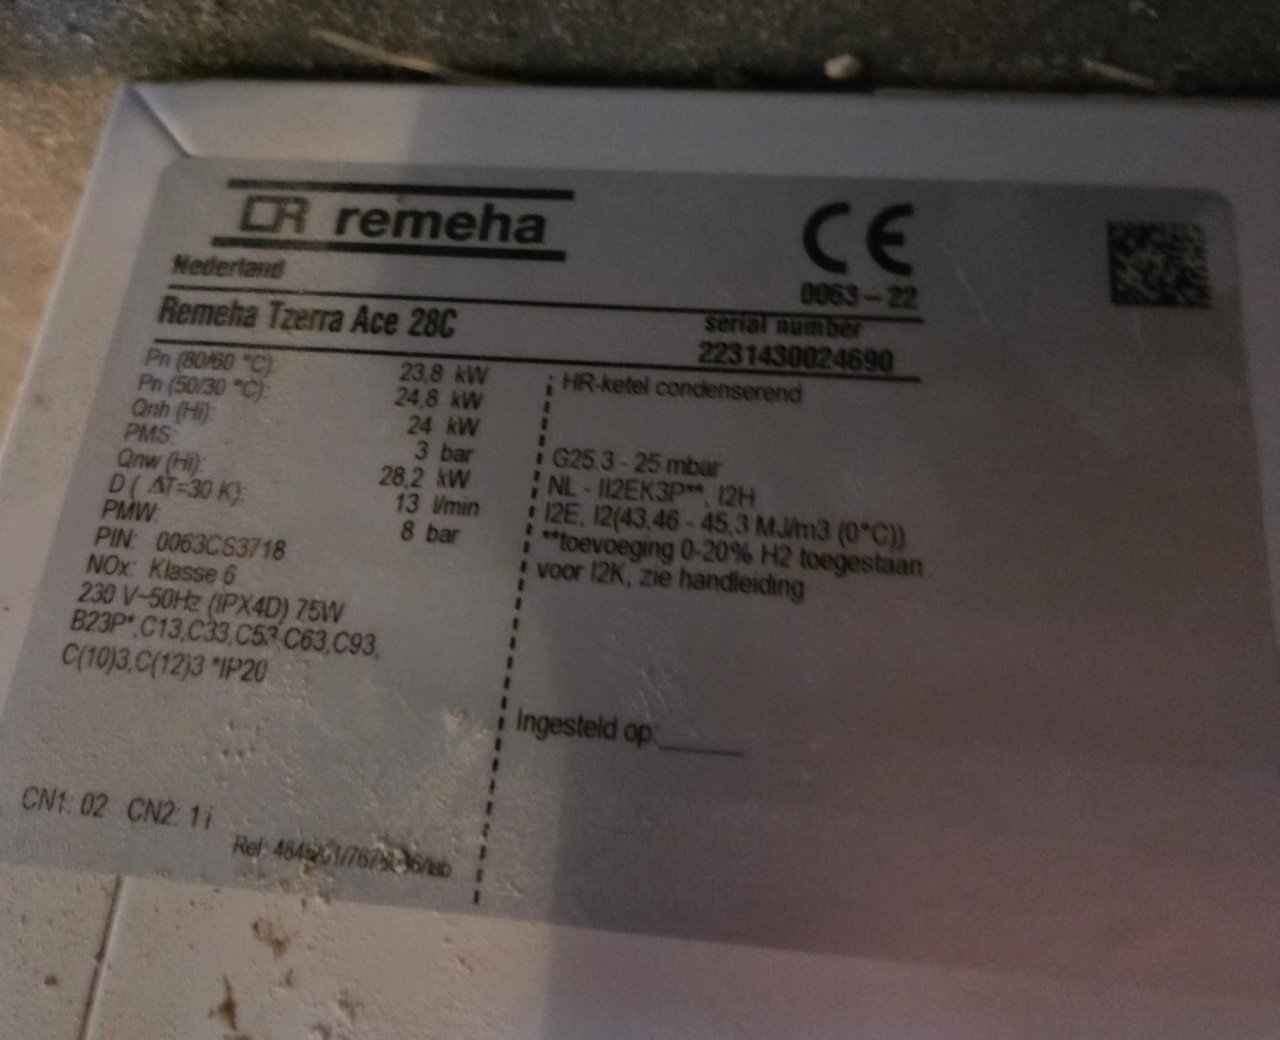 remeha
Nederland
CE
0063-22
Remeha Tzerra Ace 28C
serial number
2231430024690
Pn (80/60 °C): 23,8 kW
Pn (50/30 °C): 24,8 kW
Qnh (Hi): 24 kW
PMS: 3 bar
Qnw (Hi): 28,2 kW
D ( ΔT=30 K): 13 l/min
PMW: 8 bar
PIN: 0063CS3718
NOx: Klasse 6
230 V~50Hz (IPX4D) 75W
B23P*,C13,C33,C53,C63,C93,
C(10)3,C(12)3 *IP20
HR-ketel condenserend
G25.3 - 25 mbar
NL - II2EK3P**, I2H
I2E, I2(43,46 - 45,3 MJ/m3 (0°C))
**toevoeging 0-20% H2 toegestaan
voor I2K, zie handleiding
Ingesteld op:______
CN1: 02 CN2: 1 i
Ref: